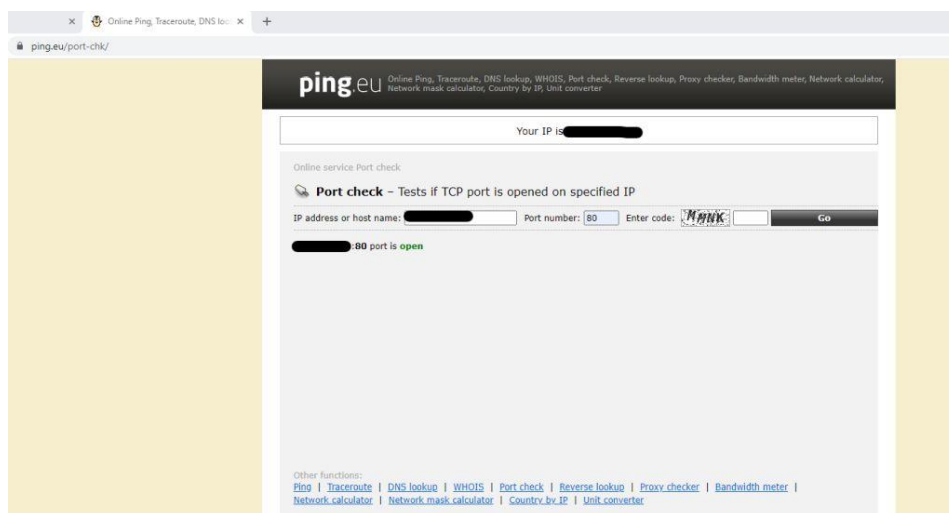 Online Ping, Traceroute, DNS loo
ping.eu/port-chk/
ping.eu Online Ping, Traceroute, DNS lookup, WHOIS, Port check, Reverse lookup, Proxy checker, Bandwidth meter, Network calculator,
Network mask calculator, Country by IP, Unit converter
Your IP is
Online service Port check
Port check – Tests if TCP port is opened on specified IP
IP address or host name: Port number: 80 Enter code: Go
:80 port is open
Other functions:
Ping | Traceroute | DNS lookup | WHOIS | Port check | Reverse lookup | Proxy checker | Bandwidth meter |
Network calculator | Network mask calculator | Country by IP | Unit converter